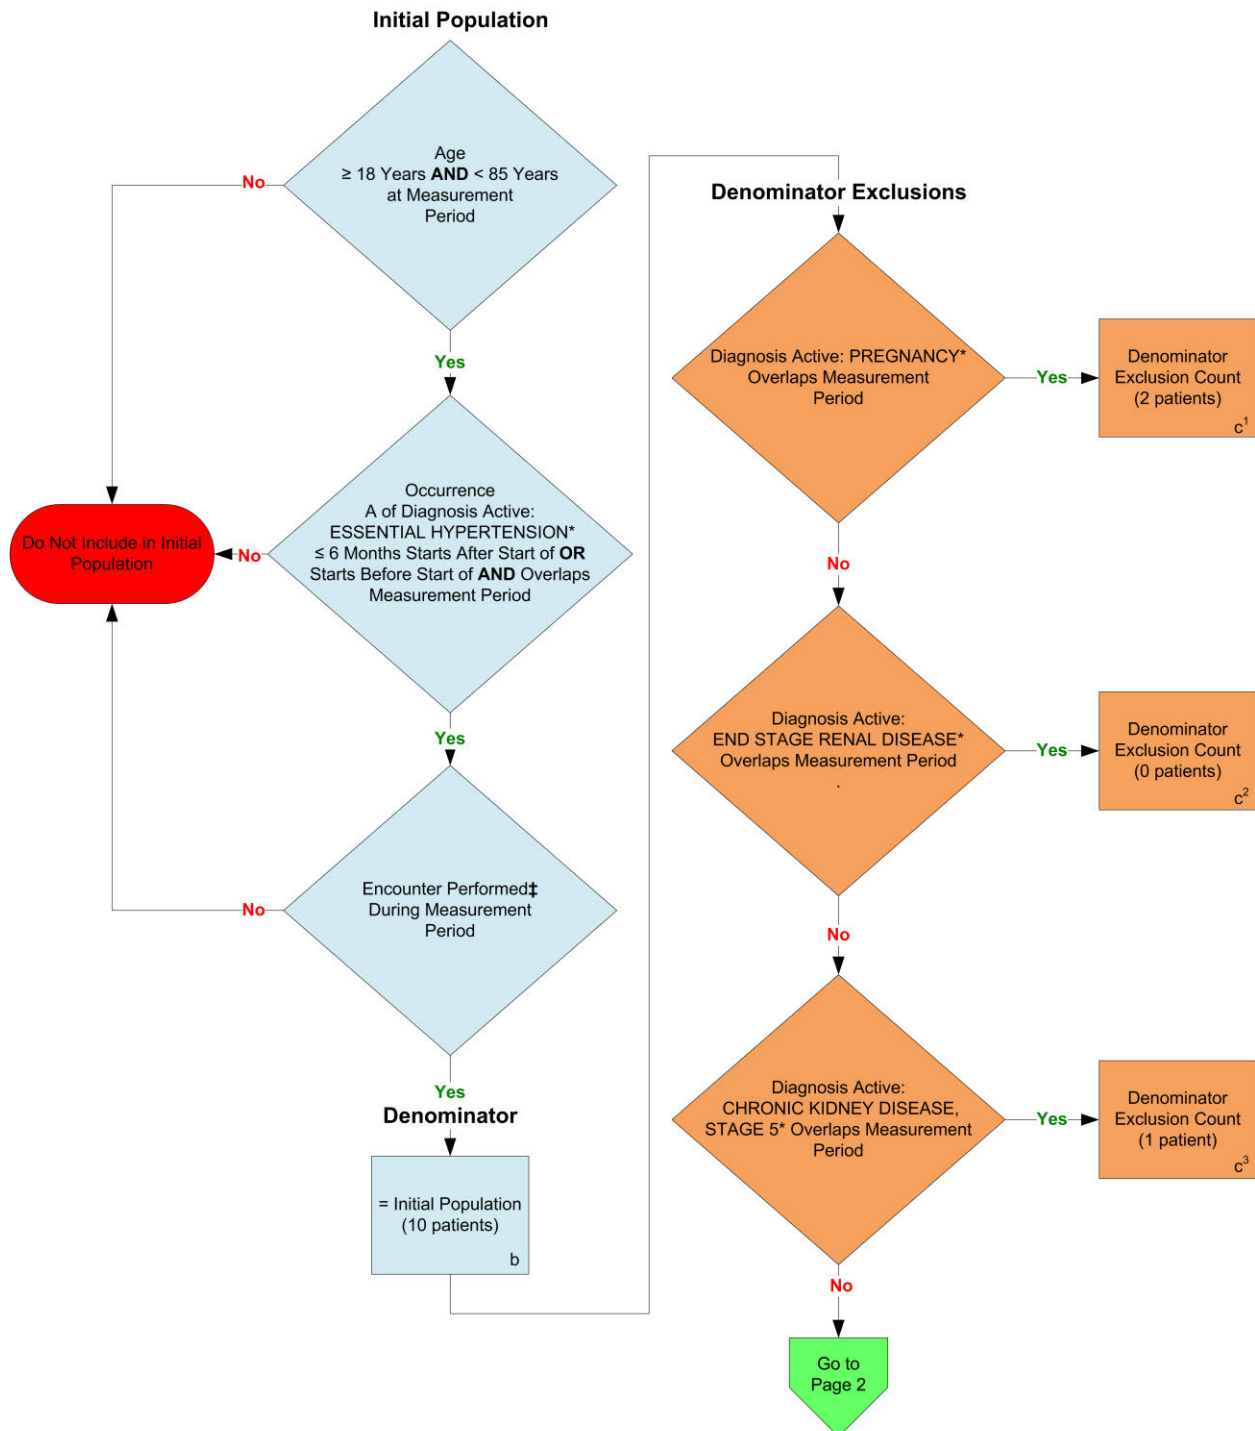 Initial Population
Age
≥ 18 Years AND < 85 Years
at Measurement
Period
No
Yes
Occurrence
A of Diagnosis Active:
ESSENTIAL HYPERTENSION*
≤ 6 Months Starts After Start of OR
Starts Before Start of AND Overlaps
Measurement Period
No
Do Not Include in Initial
Population
Yes
Encounter Performed‡
During Measurement
Period
No
Yes
Denominator
= Initial Population
(10 patients)
b
Denominator Exclusions
Diagnosis Active: PREGNANCY*
Overlaps Measurement
Period
Yes
Denominator
Exclusion Count
(2 patients)
c¹
No
Diagnosis Active:
END STAGE RENAL DISEASE*
Overlaps Measurement Period
.
Yes
Denominator
Exclusion Count
(0 patients)
c²
No
Diagnosis Active:
CHRONIC KIDNEY DISEASE,
STAGE 5* Overlaps Measurement
Period
Yes
Denominator
Exclusion Count
(1 patient)
c³
No
Go to
Page 2